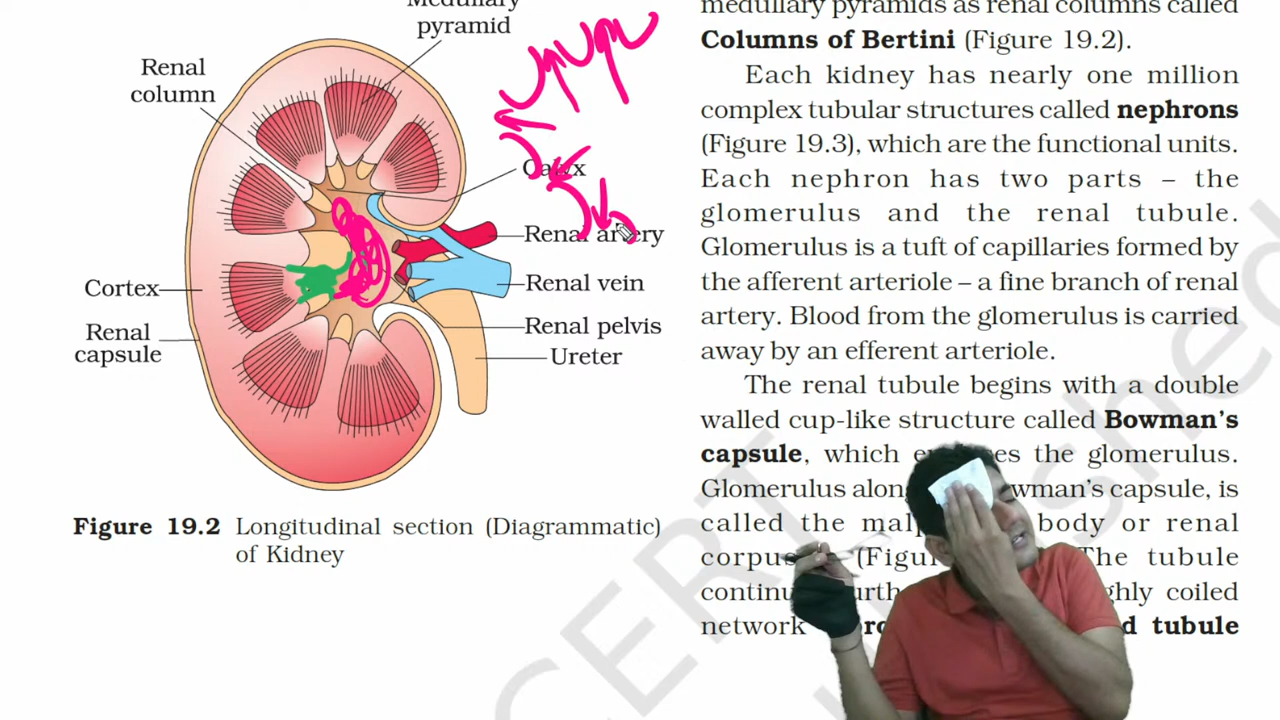 Medullary
pyramid
Renal
column
Calyx
Renal artery
Renal vein
Cortex
Renal pelvis
Renal
capsule
Ureter
Figure 19.2 Longitudinal section (Diagrammatic)
of Kidney
medullary pyramids as renal columns called
Columns of Bertini (Figure 19.2).
Each kidney has nearly one million
complex tubular structures called nephrons
(Figure 19.3), which are the functional units.
Each nephron has two parts – the
glomerulus and the renal tubule.
Glomerulus is a tuft of capillaries formed by
the afferent arteriole – a fine branch of renal
artery. Blood from the glomerulus is carried
away by an efferent arteriole.
The renal tubule begins with a double
walled cup-like structure called Bowman's
capsule, which the glomerulus.
Glomerulus is
called the body or renal
The tubule
coiled
network tubule